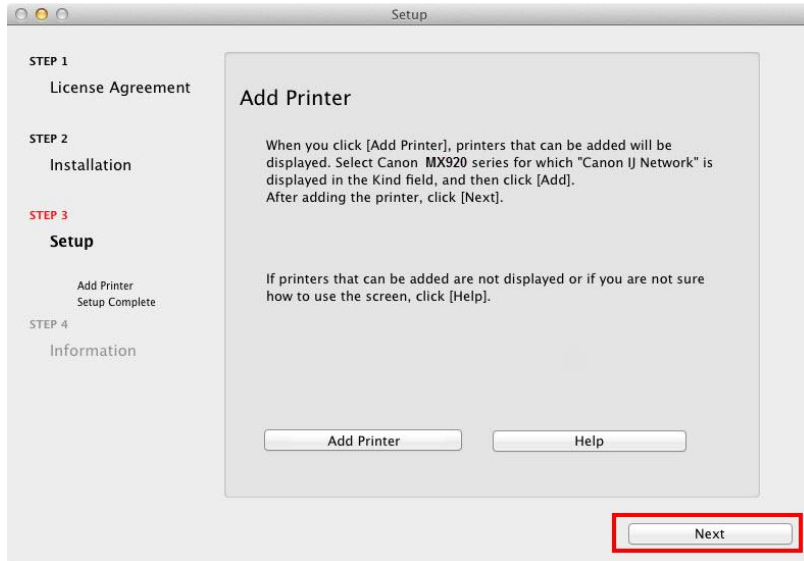 Setup
STEP 1
License Agreement
STEP 2
Installation
STEP 3
Setup
Add Printer
Setup Complete
STEP 4
Information
Add Printer
When you click [Add Printer], printers that can be added will be
displayed. Select Canon MX920 series for which "Canon IJ Network" is
displayed in the Kind field, and then click [Add].
After adding the printer, click [Next].
If printers that can be added are not displayed or if you are not sure
how to use the screen, click [Help].
Add Printer
Help
Next